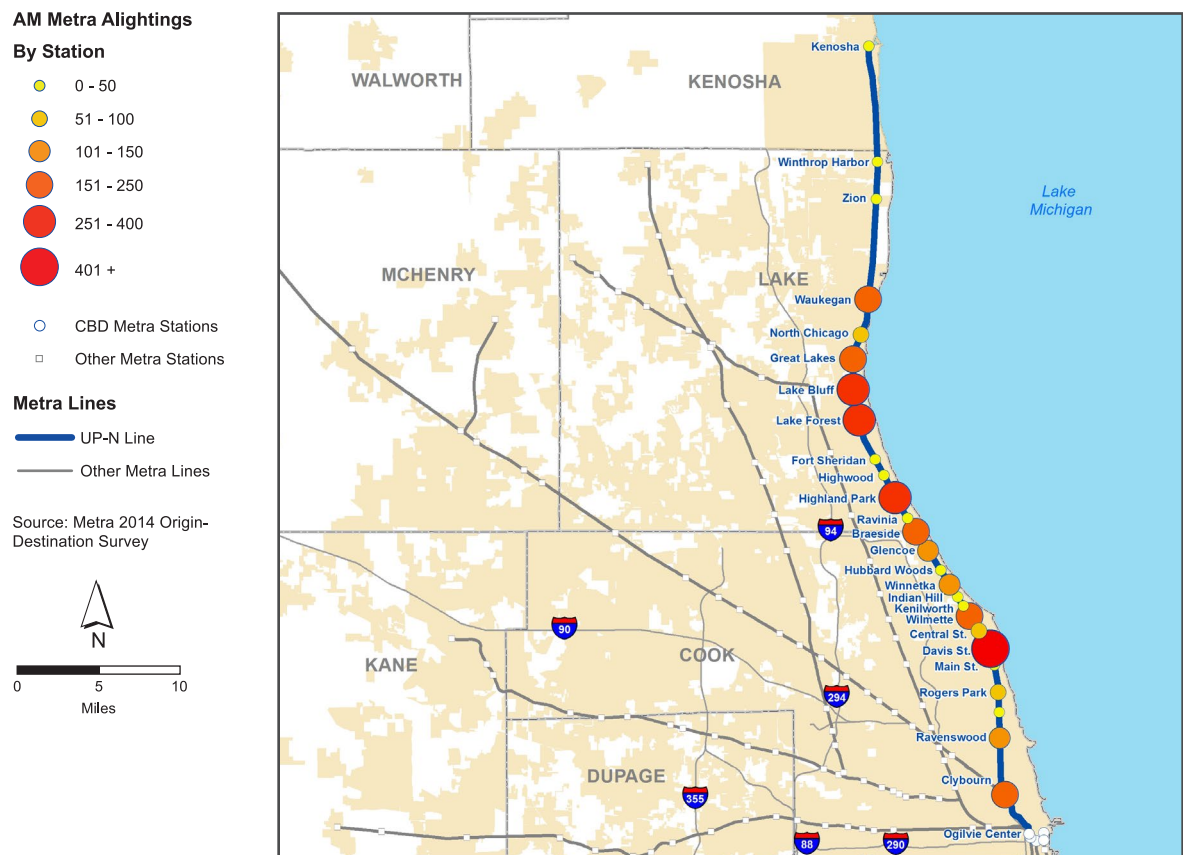 AM Metra Alightings
By Station
0 - 50
51 - 100
101 - 150
151 - 250
251 - 400
401 +
CBD Metra Stations
Other Metra Stations
Metra Lines
UP-N Line
Other Metra Lines
Source: Metra 2014 Origin-
Destination Survey
N
0 5 10
Miles
Kenosha
WALWORTH
KENOSHA
Winthrop Harbor
Zion
Lake
Michigan
MCHENRY
LAKE
Waukegan
North Chicago
Great Lakes
Lake Bluff
Lake Forest
Fort Sheridan
Highwood
Highland Park
Ravinia
94
Braeside
Glencoe
Hubbard Woods
Winnetka
Indian Hill
Kenilworth
Wilmette
90
Central St.
Davis St.
COOK
KANE
Main St.
Rogers Park
294
Ravenswood
DUPAGE
Clybourn
355
Ogilvie Center
88
290